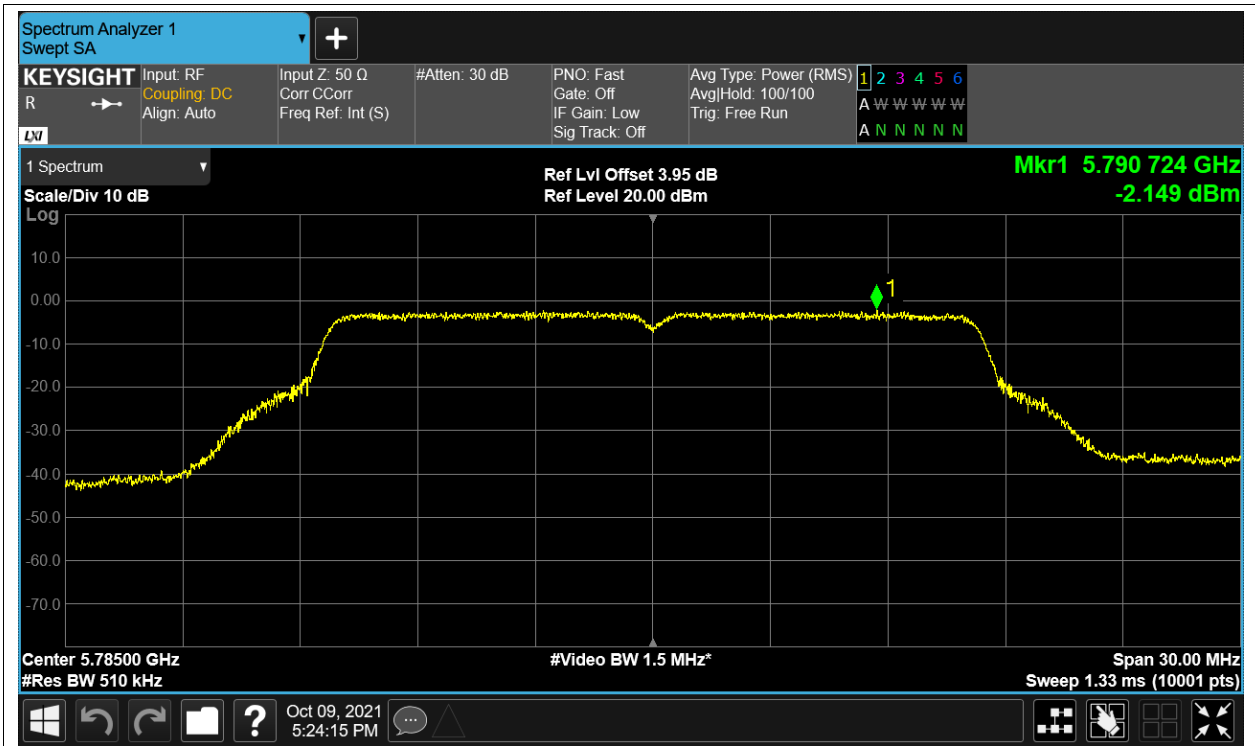 Spectrum Analyzer 1
Swept SA
+
KEYSIGHT
R
LXI
Input: RF
Coupling: DC
Align: Auto
Input Z: 50 Ω
Corr CCorr
Freq Ref: Int (S)
#Atten: 30 dB
PNO: Fast
Gate: Off
IF Gain: Low
Sig Track: Off
Avg Type: Power (RMS)
Avg|Hold: 100/100
Trig: Free Run
1 2 3 4 5 6
A W W W W W
A N N N N N
1 Spectrum
Scale/Div 10 dB
Log
Ref Lvl Offset 3.95 dB
Ref Level 20.00 dBm
Mkr1 5.790 724 GHz
-2.149 dBm
10.0
0.00
-10.0
-20.0
-30.0
-40.0
-50.0
-60.0
-70.0
1
Center 5.78500 GHz
#Res BW 510 kHz
#Video BW 1.5 MHz*
Span 30.00 MHz
Sweep 1.33 ms (10001 pts)
?
Oct 09, 2021
5:24:15 PM